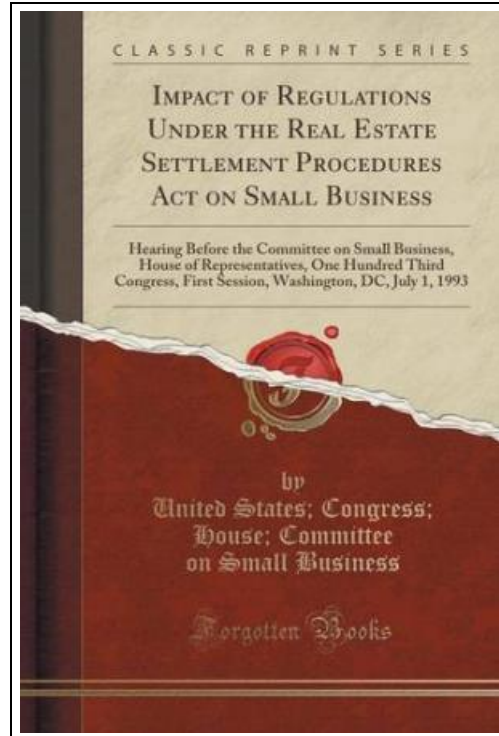 CLASSIC REPRINT SERIES
IMPACT OF REGULATIONS
UNDER THE REAL ESTATE
SETTLEMENT PROCEDURES
ACT ON SMALL BUSINESS
Hearing Before the Committee on Small Business,
House of Representatives, One Hundred Third
Congress, First Session, Washington, DC, July 1, 1993
by
United States; Congress;
House; Committee
on Small Business
Forgotten Books